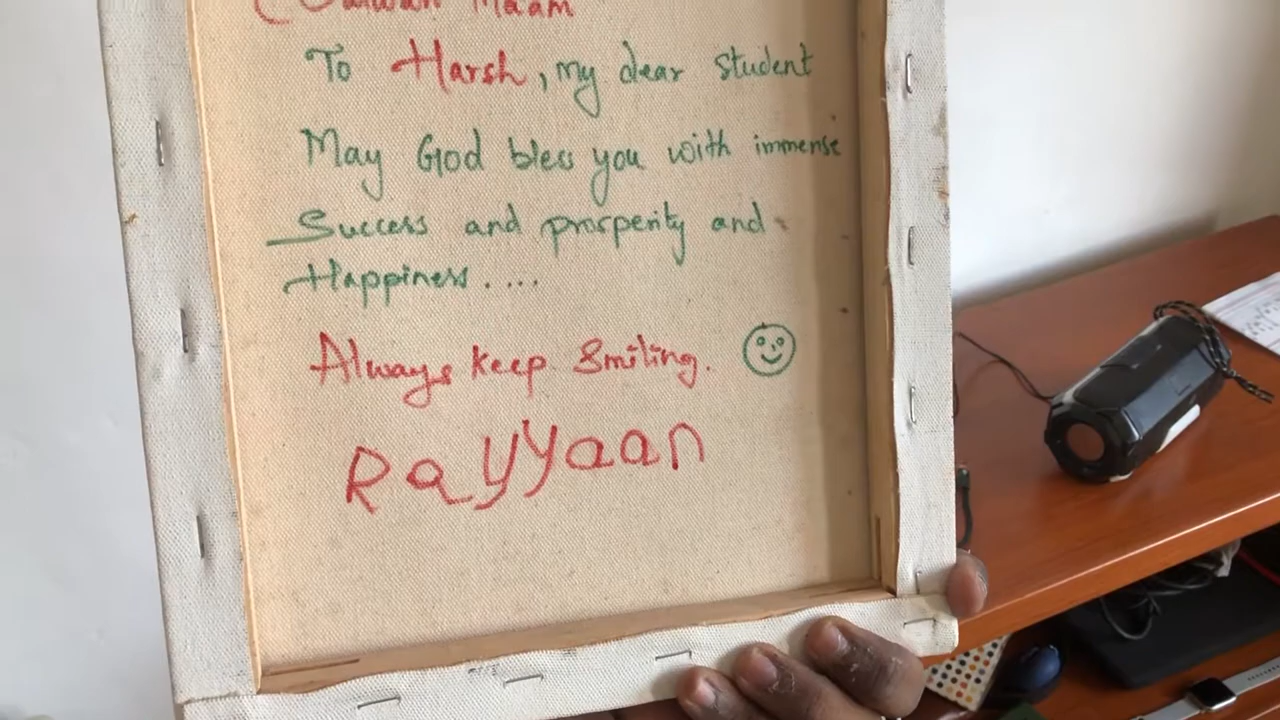 Maam
To Harsh, my dear student
May God bless you with immense
Success and prosperity and
Happiness....
Always keep Smiling.
Rayyaan